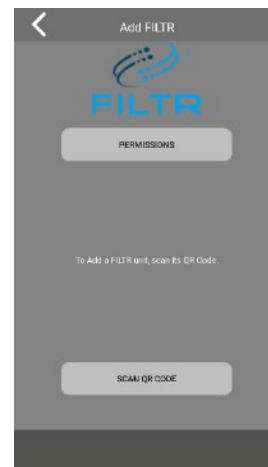 Add FILTR
FILTR
PERMISSIONS
To Add a FILTR unit, scan its QR Code.
SCAN QR CODE